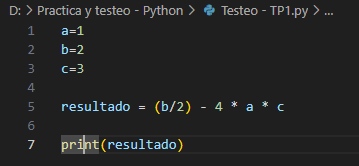 D: > Practica y testeo - Python > Testeo - TP1.py > ...
1 a=1
2 b=2
3 c=3
4
5 resultado = (b/2) - 4 * a * c
6
7 print(resultado)